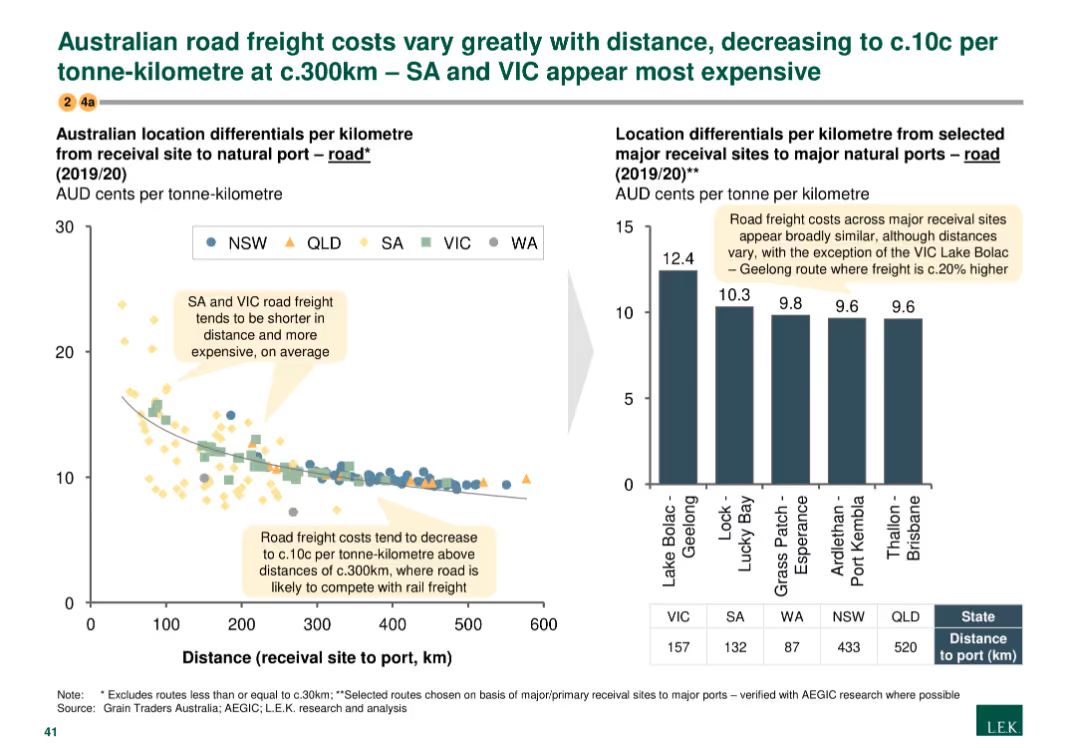 Australian road freight costs vary greatly with distance, decreasing to c.10c per
tonne-kilometre at c.300km – SA and VIC appear most expensive
2 4a
Australian location differentials per kilometre
from receival site to natural port – road*
(2019/20)
AUD cents per tonne-kilometre
30
20
10
0
NSW QLD SA VIC WA
SA and VIC road freight
tends to be shorter in
distance and more
expensive, on average
Road freight costs tend to decrease
to c.10c per tonne-kilometre above
distances of c.300km, where road is
likely to compete with rail freight
0 100 200 300 400 500 600
Distance (receival site to port, km)
Location differentials per kilometre from selected
major receival sites to major natural ports – road
(2019/20)**
AUD cents per tonne per kilometre
Road freight costs across major receival sites
appear broadly similar, although distances
vary, with the exception of the VIC Lake Bolac
– Geelong route where freight is c.20% higher
15
10
5
0
12.4 10.3 9.8 9.6 9.6
Lake Bolac -
Geelong
Lock -
Lucky Bay
Grass Patch -
Esperance
Ardlethan -
Port Kembla
Thallon -
Brisbane
VIC SA WA NSW QLD State
157 132 87 433 520 Distance
to port (km)
Note: * Excludes routes less than or equal to c.30km; **Selected routes chosen on basis of major/primary receival sites to major ports – verified with AEGIC research where possible
Source: Grain Traders Australia; AEGIC; L.E.K. research and analysis
41
L.E.K.